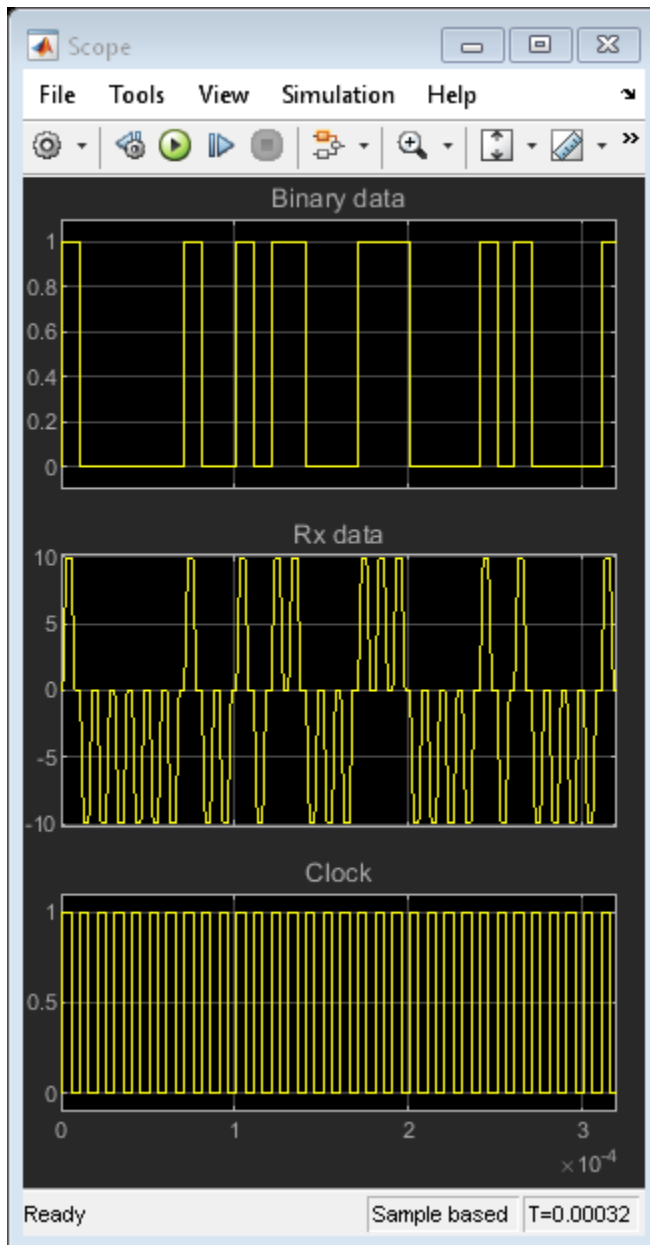 Scope
File Tools View Simulation Help
Binary data
1
0.8
0.6
0.4
0.2
0
Rx data
10
5
0
-5
-10
Clock
1
0.5
0
0 1 2 3
×10⁻⁴
Ready Sample based T=0.00032